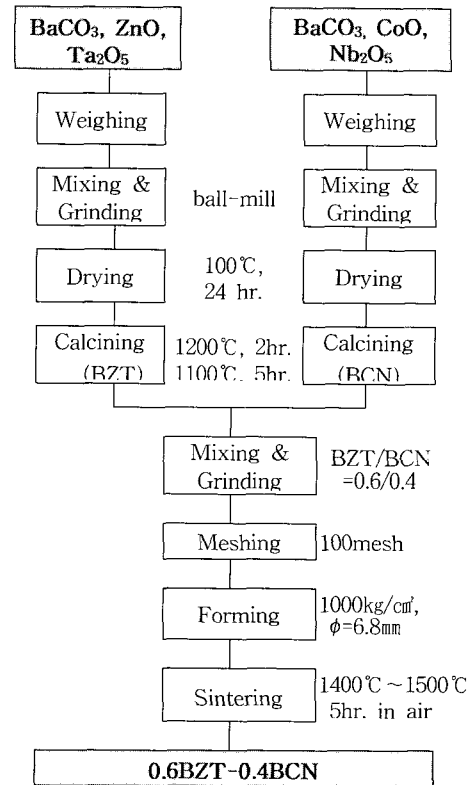 BaCO₃, ZnO,
Ta₂O₅
BaCO₃, CoO,
Nb₂O₅
Weighing
Weighing
Mixing &
Grinding
ball-mill
Mixing &
Grinding
Drying
100℃,
24 hr.
Drying
Calcining
(BZT)
1200℃, 2hr.
1100℃, 5hr.
Calcining
(BCN)
Mixing &
Grinding
BZT/BCN
=0.6/0.4
Meshing
100mesh
Forming
1000kg/㎠,
ϕ=6.8㎜
Sintering
1400℃～1500℃
5hr. in air
0.6BZT-0.4BCN